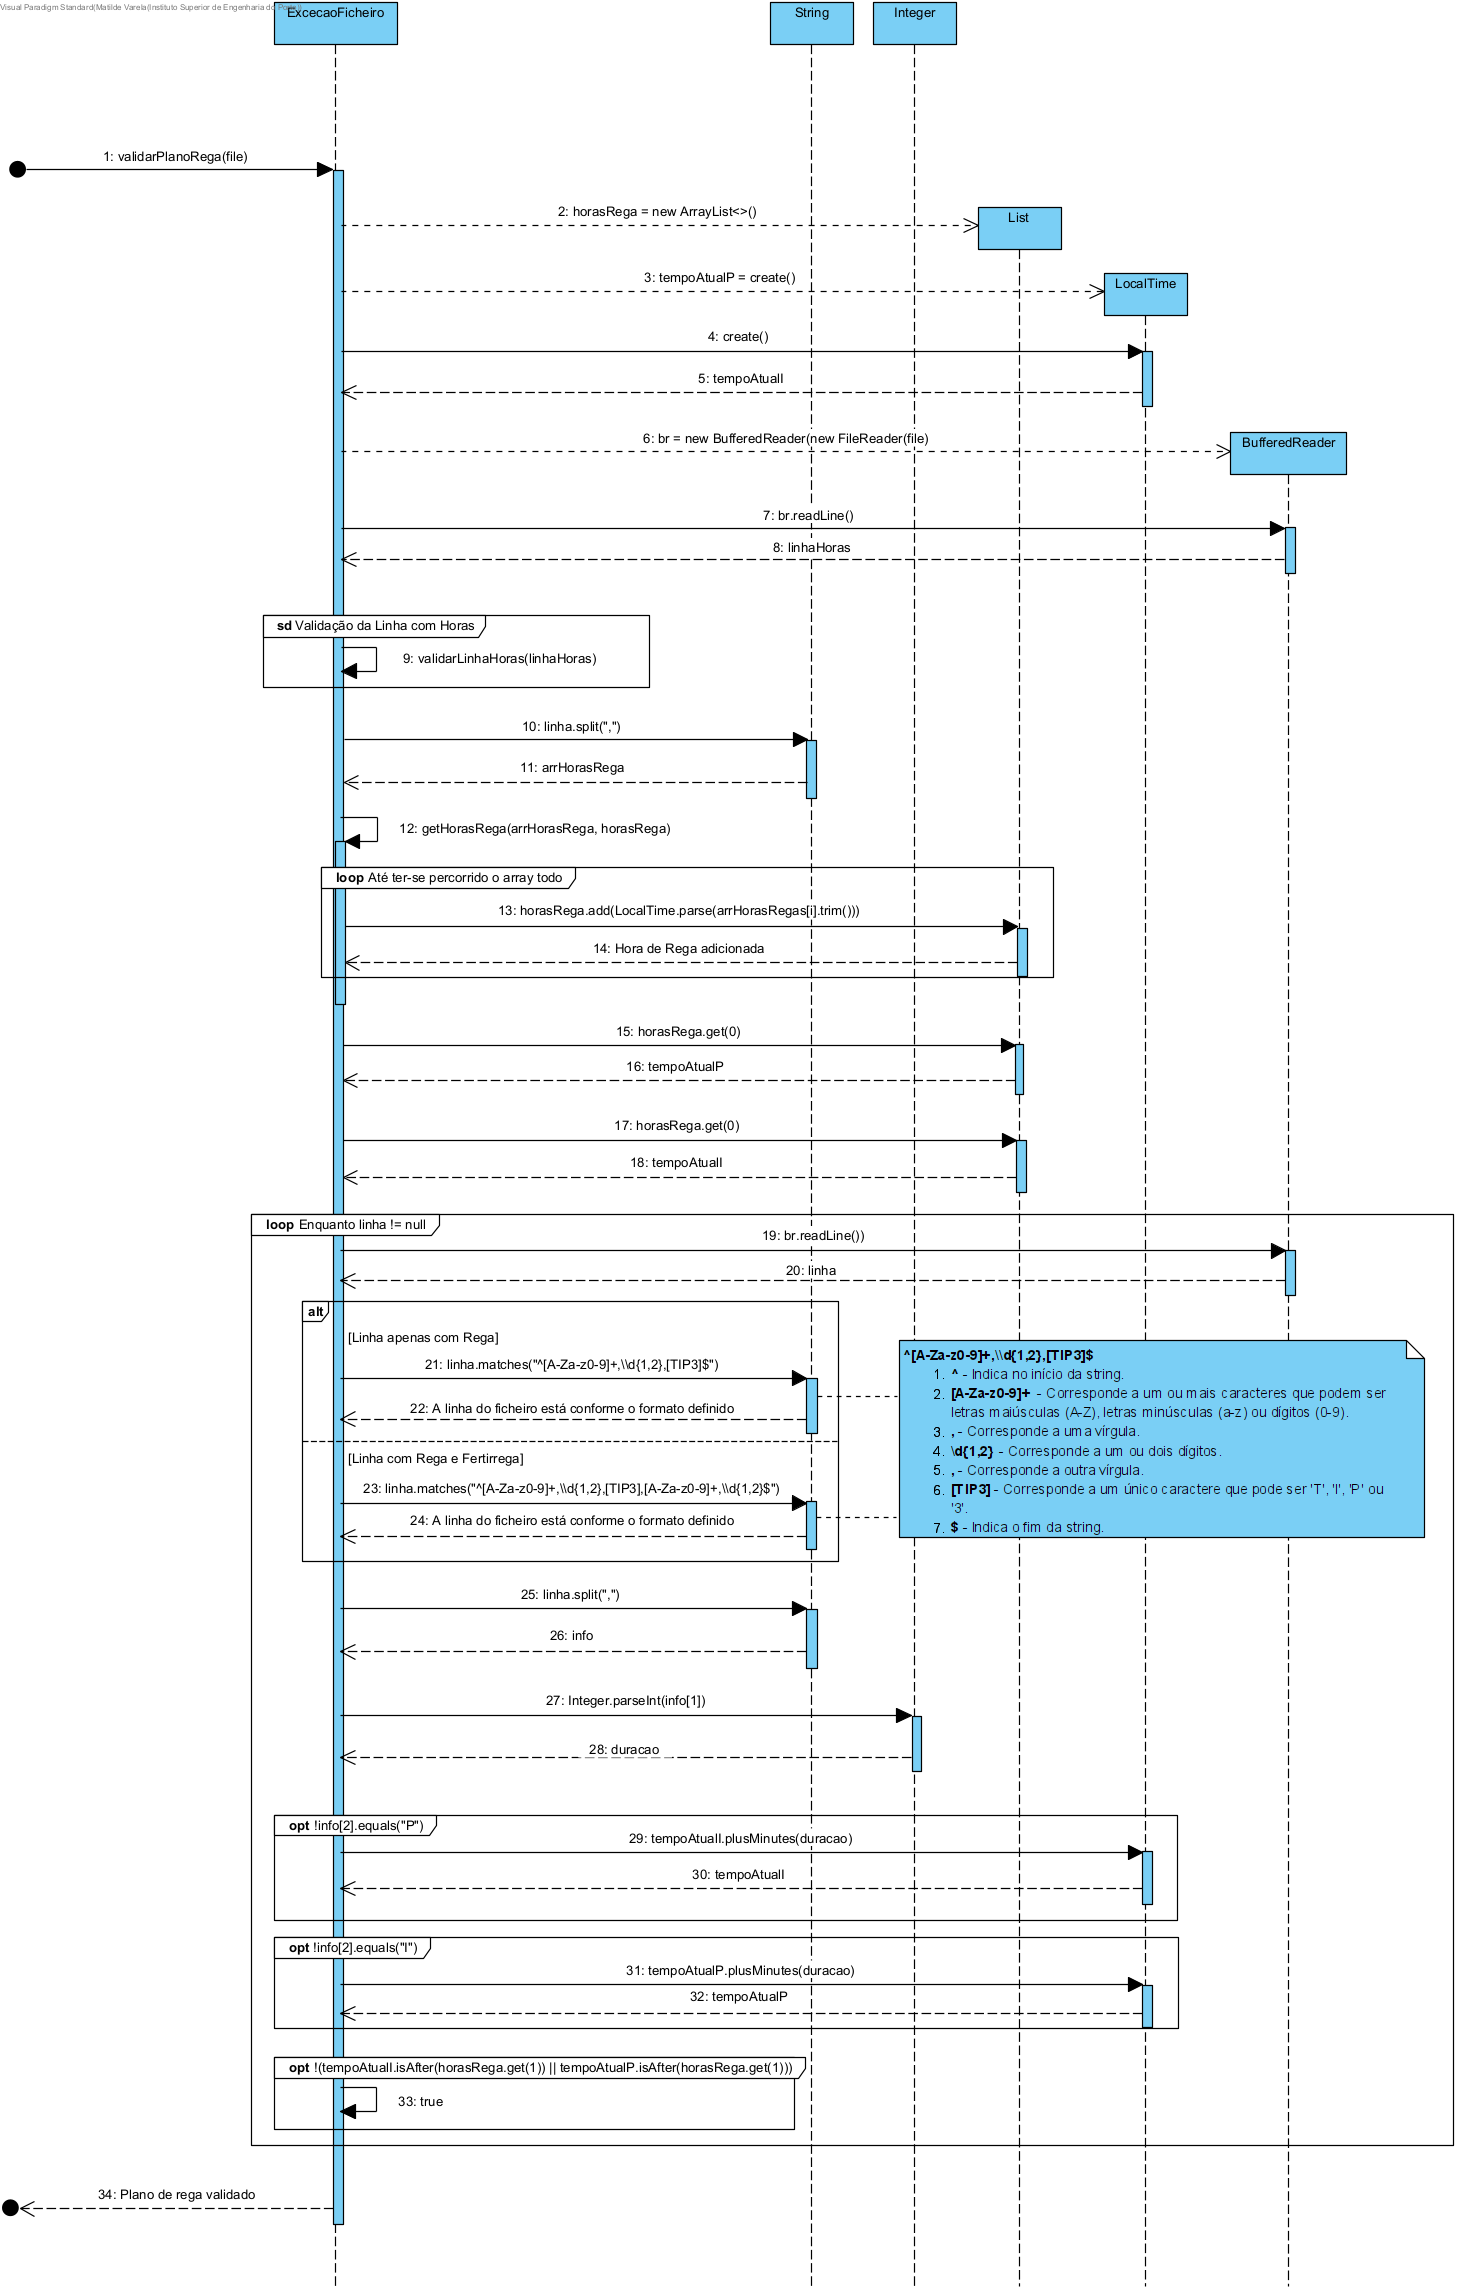 Visual Paradigm Standard(Matilde Varela(Instituto Superior de Engenharia do Porto))
ExcecaoFicheiro
String
Integer
1: validarPlanoRega(file)
2: horasRega = new ArrayList<>()
List
3: tempoAtualP = create()
LocalTime
4: create()
5: tempoAtualI
6: br = new BufferedReader(new FileReader(file)
BufferedReader
7: br.readLine()
8: linhaHoras
sd Validação da Linha com Horas
9: validarLinhaHoras(linhaHoras)
10: linha.split(",")
11: arrHorasRega
12: getHorasRega(arrHorasRega, horasRega)
loop Até ter-se percorrido o array todo
13: horasRega.add(LocalTime.parse(arrHorasRegas[i].trim()))
14: Hora de Rega adicionada
15: horasRega.get(0)
16: tempoAtualP
17: horasRega.get(0)
18: tempoAtualI
loop Enquanto linha != null
19: br.readLine())
20: linha
alt
[Linha apenas com Rega]
21: linha.matches("^[A-Za-z0-9]+,\\d{1,2},[TIP3]$")
22: A linha do ficheiro está conforme o formato definido
[Linha com Rega e Fertirrega]
23: linha.matches("^[A-Za-z0-9]+,\\d{1,2},[TIP3],[A-Za-z0-9]+,\\d{1,2}$")
24: A linha do ficheiro está conforme o formato definido
^[A-Za-z0-9]+,\\d{1,2},[TIP3]$
1. ^ - Indica no início da string.
2. [A-Za-z0-9]+ - Corresponde a um ou mais caracteres que podem ser
letras maiúsculas (A-Z), letras minúsculas (a-z) ou dígitos (0-9).
3. , - Corresponde a uma vírgula.
4. \d{1,2} - Corresponde a um ou dois dígitos.
5. , - Corresponde a outra vírgula.
6. [TIP3] - Corresponde a um único caractere que pode ser 'T', 'I', 'P' ou
'3'.
7. $ - Indica o fim da string.
25: linha.split(",")
26: info
27: Integer.parseInt(info[1])
28: duracao
opt !info[2].equals("P")
29: tempoAtualI.plusMinutes(duracao)
30: tempoAtualI
opt !info[2].equals("I")
31: tempoAtualP.plusMinutes(duracao)
32: tempoAtualP
opt !(tempoAtualI.isAfter(horasRega.get(1)) || tempoAtualP.isAfter(horasRega.get(1)))
33: true
34: Plano de rega validado